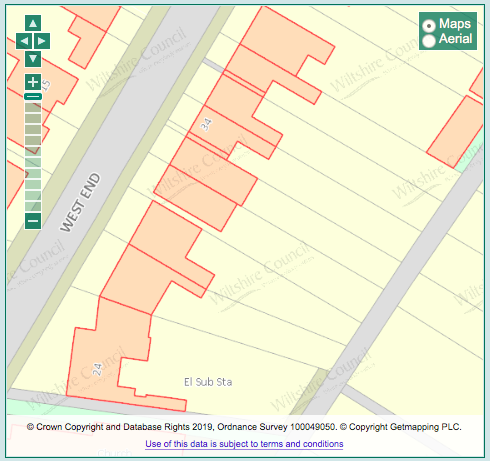 Maps
Aerial
15
Wiltshire Council
Wiltshire Council
34
Wiltshire Council
Wiltshire Council
WEST END
Wiltshire Council
24
El Sub Sta
Wiltshire Council
Wiltshire Council
© Crown Copyright and Database Rights 2019, Ordnance Survey 100049050. © Copyright Getmapping PLC.
Use of this data is subject to terms and conditions